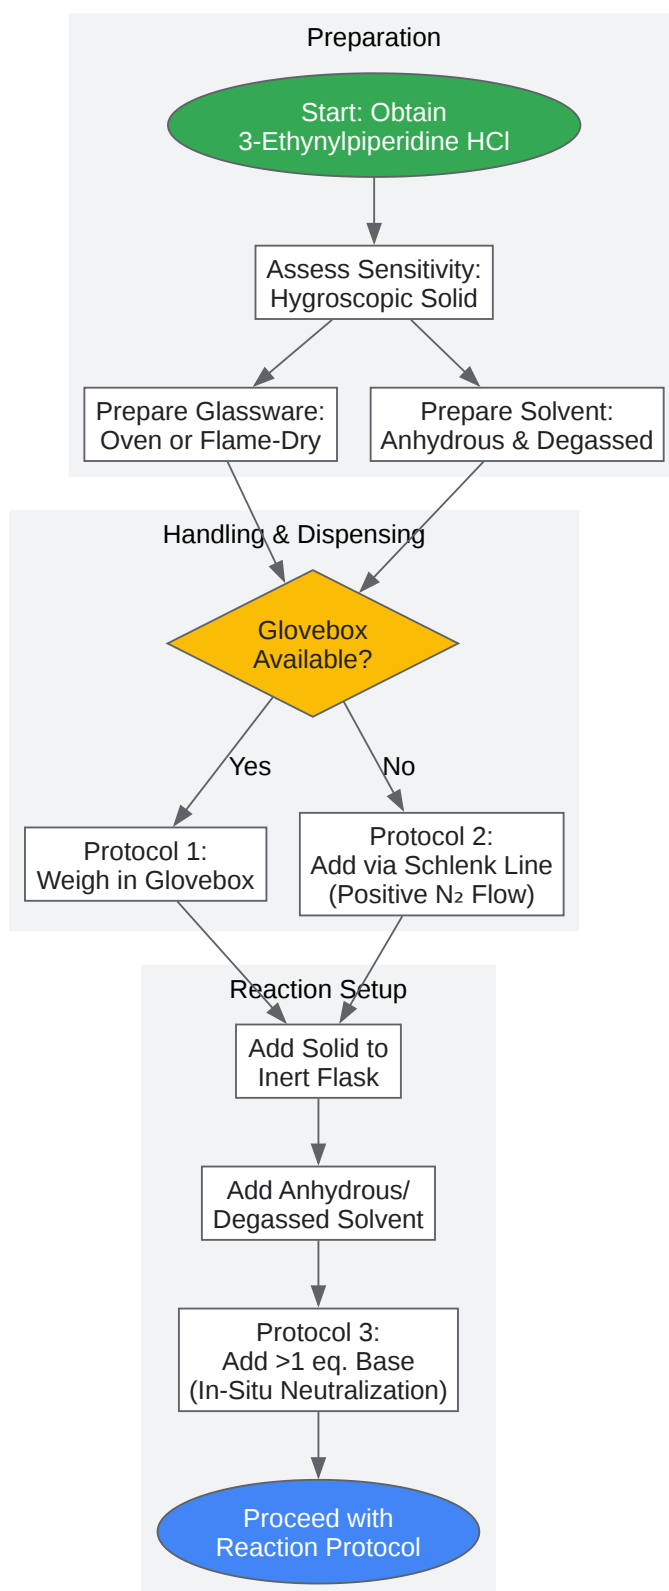 Preparation
Start: Obtain
3-Ethynylpiperidine HCl
Assess Sensitivity:
Hygroscopic Solid
Prepare Glassware:
Oven or Flame-Dry
Prepare Solvent:
Anhydrous & Degassed
Handling & Dispensing
Glovebox
Available?
Yes
No
Protocol 1:
Weigh in Glovebox
Protocol 2:
Add via Schlenk Line
(Positive N₂ Flow)
Reaction Setup
Add Solid to
Inert Flask
Add Anhydrous/
Degassed Solvent
Protocol 3:
Add >1 eq. Base
(In-Situ Neutralization)
Proceed with
Reaction Protocol